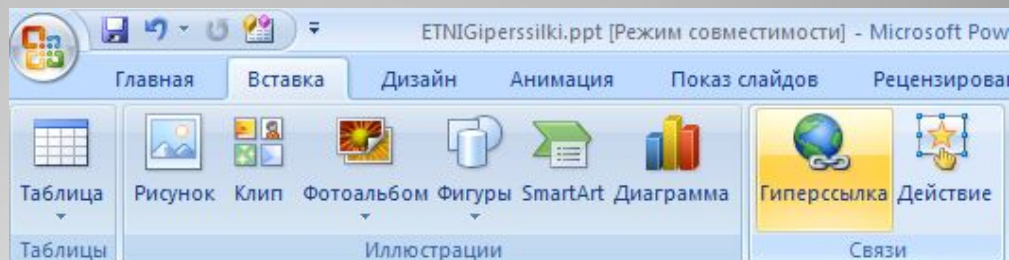 ETNIGiperssilki.ppt [Режим совместимости] - Microsoft Pow
Главная Вставка Дизайн Анимация Показ слайдов Рецензирова
Таблица Рисунок Клип Фотоальбом Фигуры SmartArt Диаграмма Гиперссылка Действие
Таблицы Иллюстрации Связи